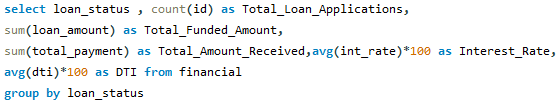 select loan_status , count(id) as Total_Loan_Applications,
sum(loan_amount) as Total_Funded_Amount,
sum(total_payment) as Total_Amount_Received,avg(int_rate)*100 as Interest_Rate,
avg(dti)*100 as DTI from financial
group by loan_status